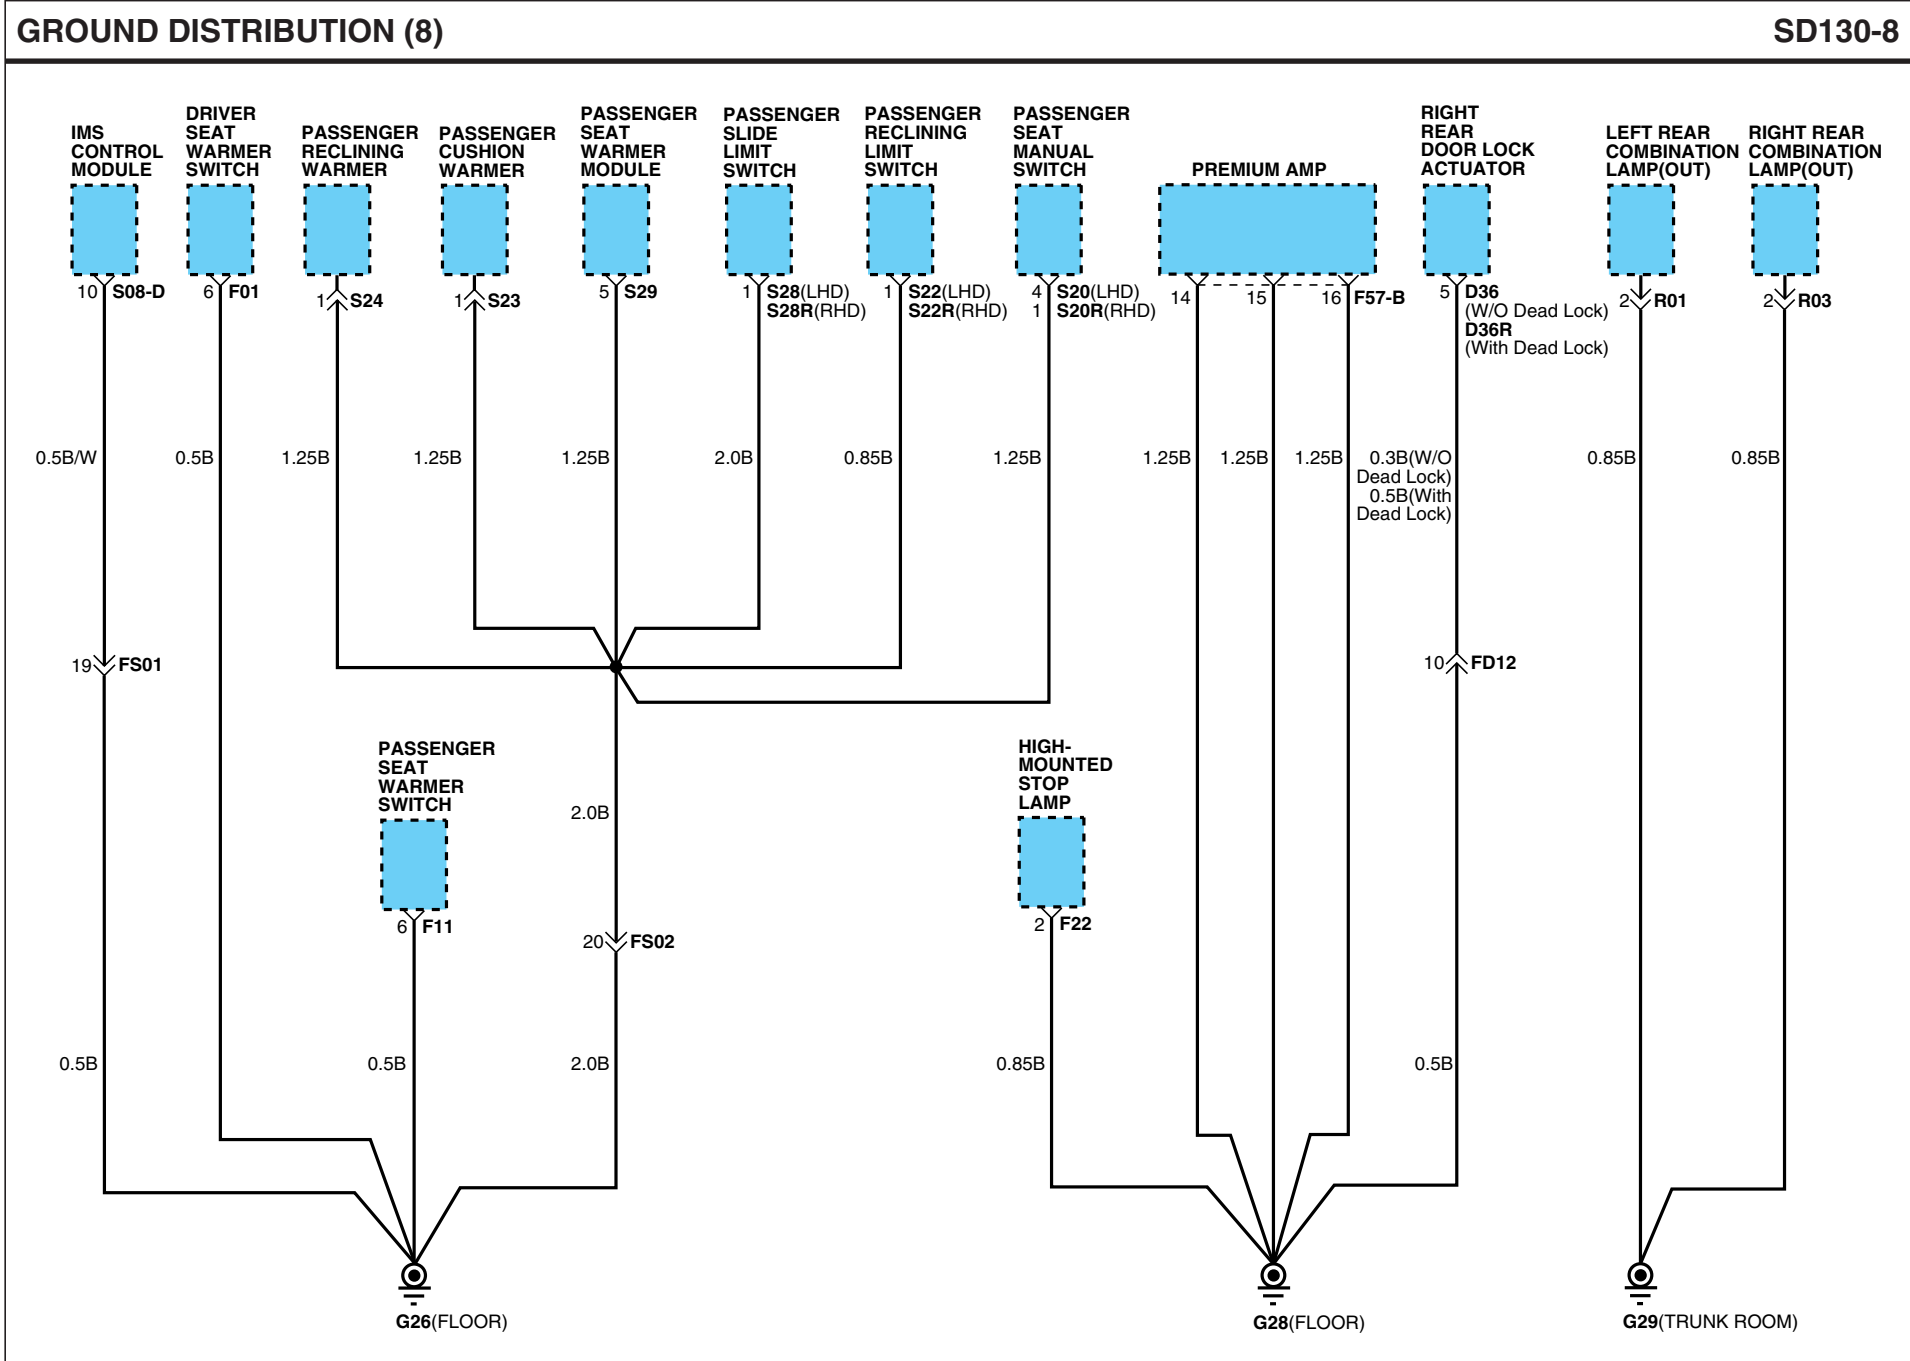 GROUND DISTRIBUTION (8)
SD130-8
IMS
CONTROL
MODULE
DRIVER
SEAT
WARMER
SWITCH
PASSENGER
RECLINING
WARMER
PASSENGER
CUSHION
WARMER
PASSENGER
SEAT
WARMER
MODULE
PASSENGER
SLIDE
LIMIT
SWITCH
PASSENGER
RECLINING
LIMIT
SWITCH
PASSENGER
SEAT
MANUAL
SWITCH
PREMIUM AMP
RIGHT
REAR
DOOR LOCK
ACTUATOR
LEFT REAR
COMBINATION
LAMP(OUT)
RIGHT REAR
COMBINATION
LAMP(OUT)
10 S08-D
6 F01
1 S24
1 S23
5 S29
1 S28(LHD)
S28R(RHD)
1 S22(LHD)
S22R(RHD)
4 S20(LHD)
1 S20R(RHD)
14
15
16 F57-B
5 D36
(W/O Dead Lock)
D36R
(With Dead Lock)
2 R01
2 R03
0.5B/W
0.5B
1.25B
1.25B
1.25B
2.0B
0.85B
1.25B
1.25B
1.25B
1.25B
0.3B(W/O
Dead Lock)
0.5B(With
Dead Lock)
0.85B
0.85B
19 FS01
10 FD12
PASSENGER
SEAT
WARMER
SWITCH
2.0B
HIGH-
MOUNTED
STOP
LAMP
6 F11
20 FS02
2 F22
0.5B
0.5B
2.0B
0.85B
0.5B
G26(FLOOR)
G28(FLOOR)
G29(TRUNK ROOM)